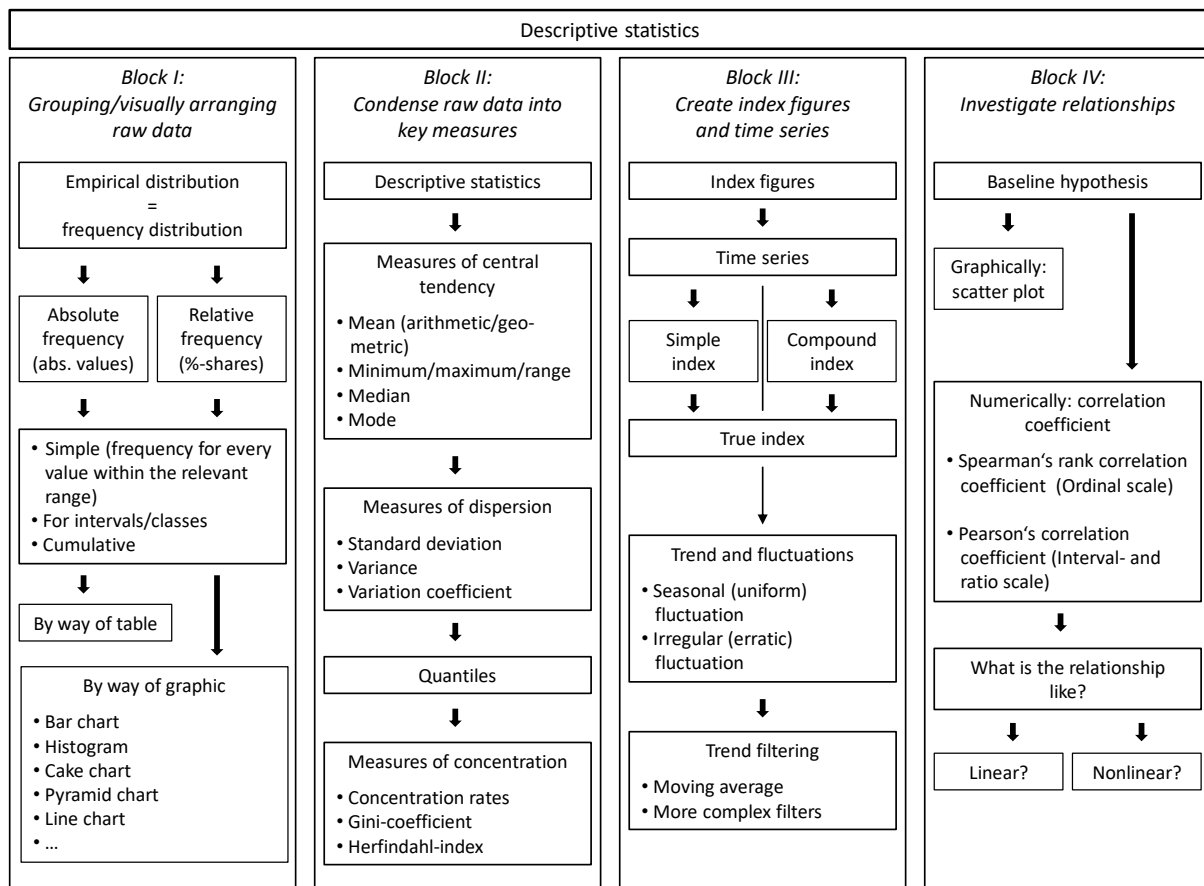 Descriptive statistics
Block I:
Grouping/visually arranging
raw data
Empirical distribution
=
frequency distribution
Absolute
frequency
(abs. values)
Relative
frequency
(%-shares)
• Simple (frequency for every
value within the relevant
range)
• For intervals/classes
• Cumulative
By way of table
By way of graphic
• Bar chart
• Histogram
• Cake chart
• Pyramid chart
• Line chart
• …
Block II:
Condense raw data into
key measures
Descriptive statistics
Measures of central
tendency
• Mean (arithmetic/geo-
metric)
• Minimum/maximum/range
• Median
• Mode
Measures of dispersion
• Standard deviation
• Variance
• Variation coefficient
Quantiles
Measures of concentration
• Concentration rates
• Gini-coefficient
• Herfindahl-index
Block III:
Create index figures
and time series
Index figures
Time series
Simple
index
Compound
index
True index
Trend and fluctuations
• Seasonal (uniform)
fluctuation
• Irregular (erratic)
fluctuation
Trend filtering
• Moving average
• More complex filters
Block IV:
Investigate relationships
Baseline hypothesis
Graphically:
scatter plot
Numerically: correlation
coefficient
• Spearman‘s rank correlation
coefficient (Ordinal scale)
• Pearson‘s correlation
coefficient (Interval- and
ratio scale)
What is the relationship
like?
Linear?
Nonlinear?